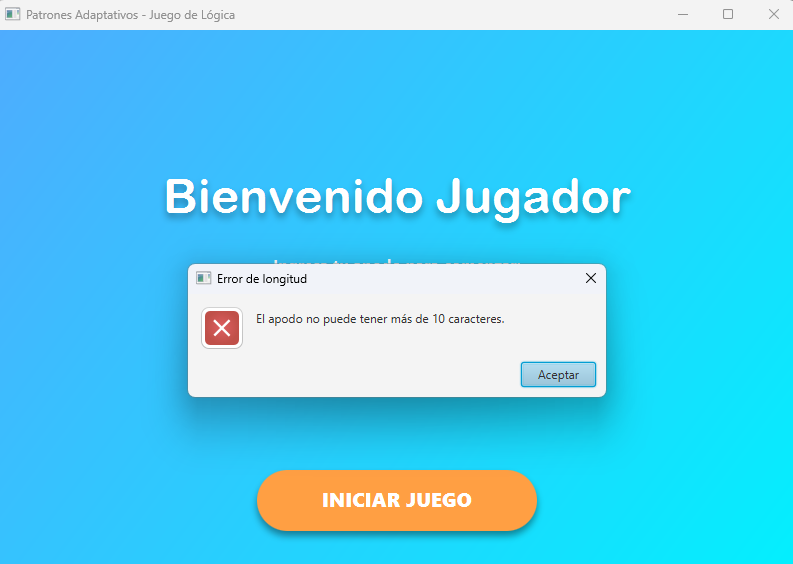 Patrones Adaptativos - Juego de Lógica
Bienvenido Jugador
Error de longitud
El apodo no puede tener más de 10 caracteres.
Aceptar
INICIAR JUEGO